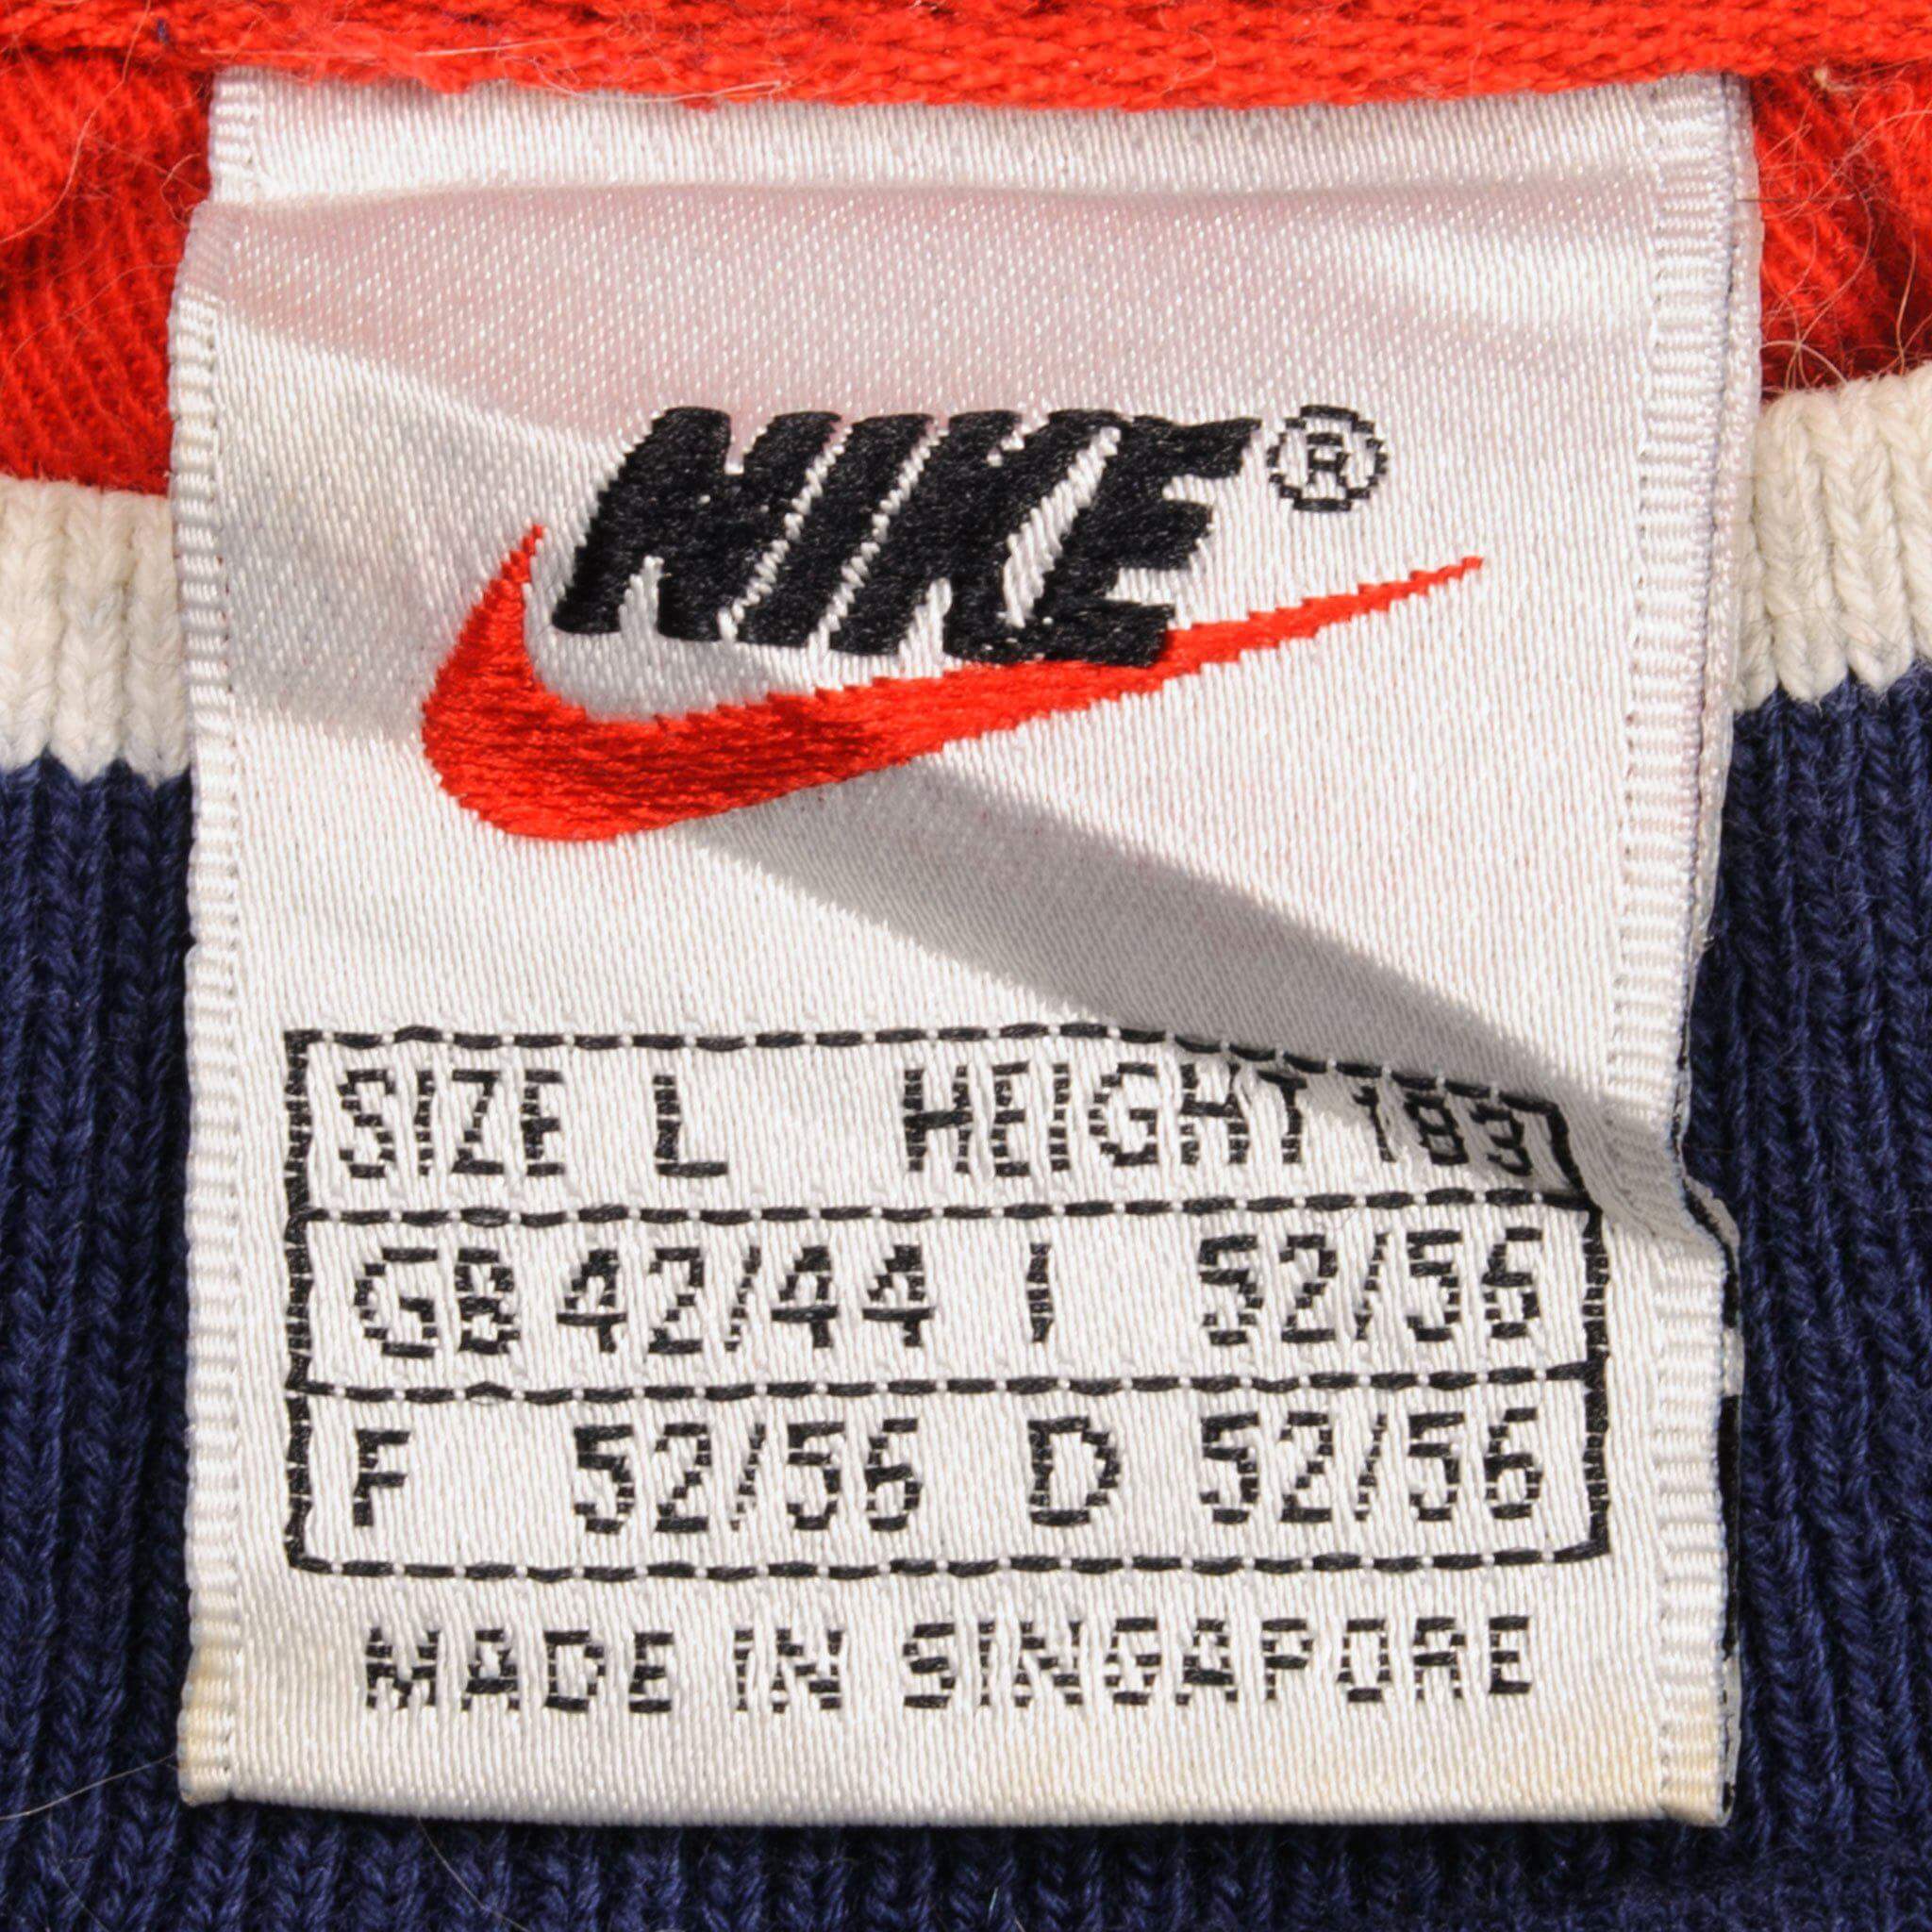 NIKE®
SIZE L HEIGHT 183
GB 42/44 I 52/56
F 52/56 D 52/56
MADE IN SINGAPORE